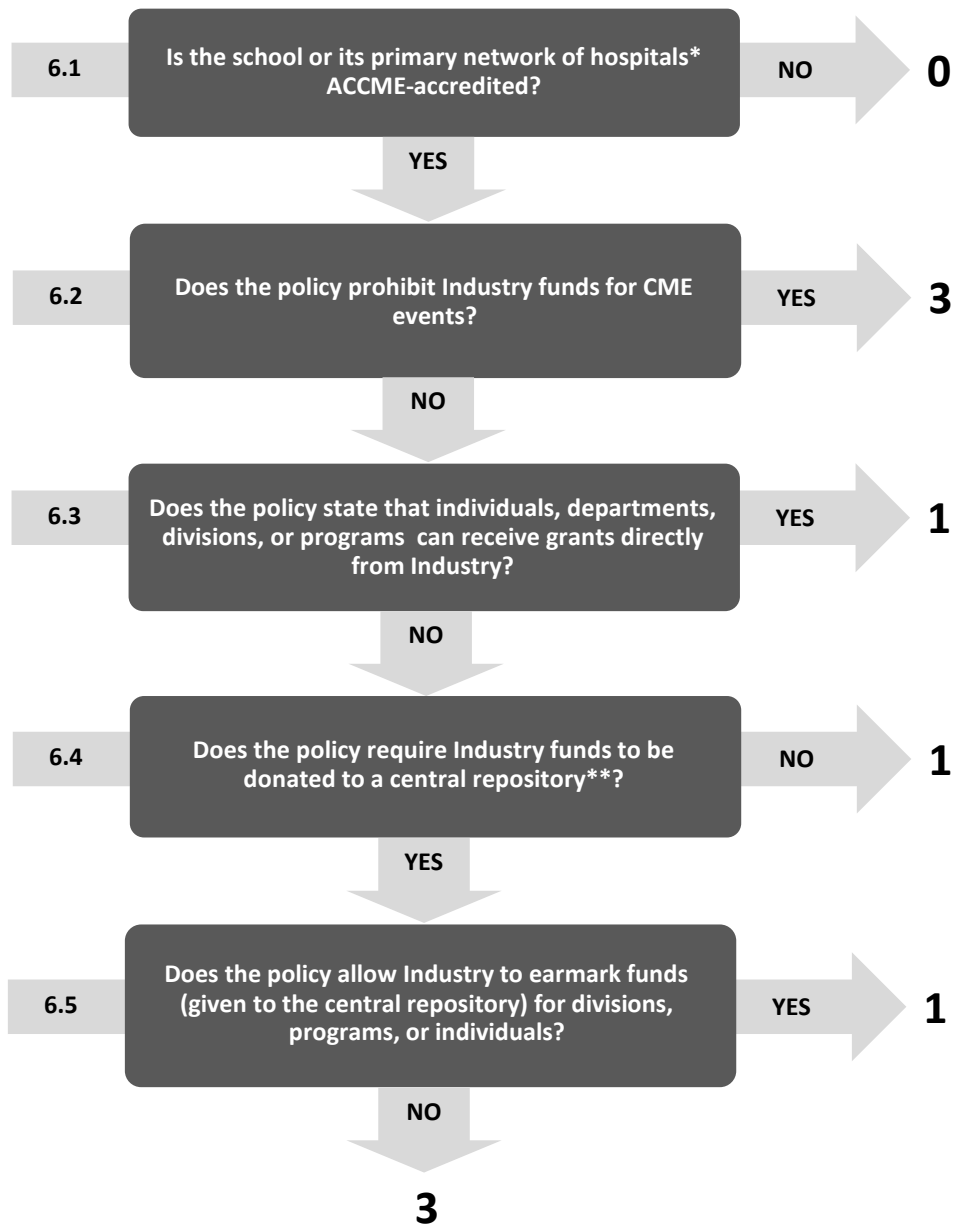 6.1
Is the school or its primary network of hospitals*
ACCME-accredited?
NO
0
YES
6.2
Does the policy prohibit Industry funds for CME
events?
YES
3
NO
6.3
Does the policy state that individuals, departments,
divisions, or programs can receive grants directly
from Industry?
YES
1
NO
6.4
Does the policy require Industry funds to be
donated to a central repository**?
NO
1
YES
6.5
Does the policy allow Industry to earmark funds
(given to the central repository) for divisions,
programs, or individuals?
YES
1
NO
3